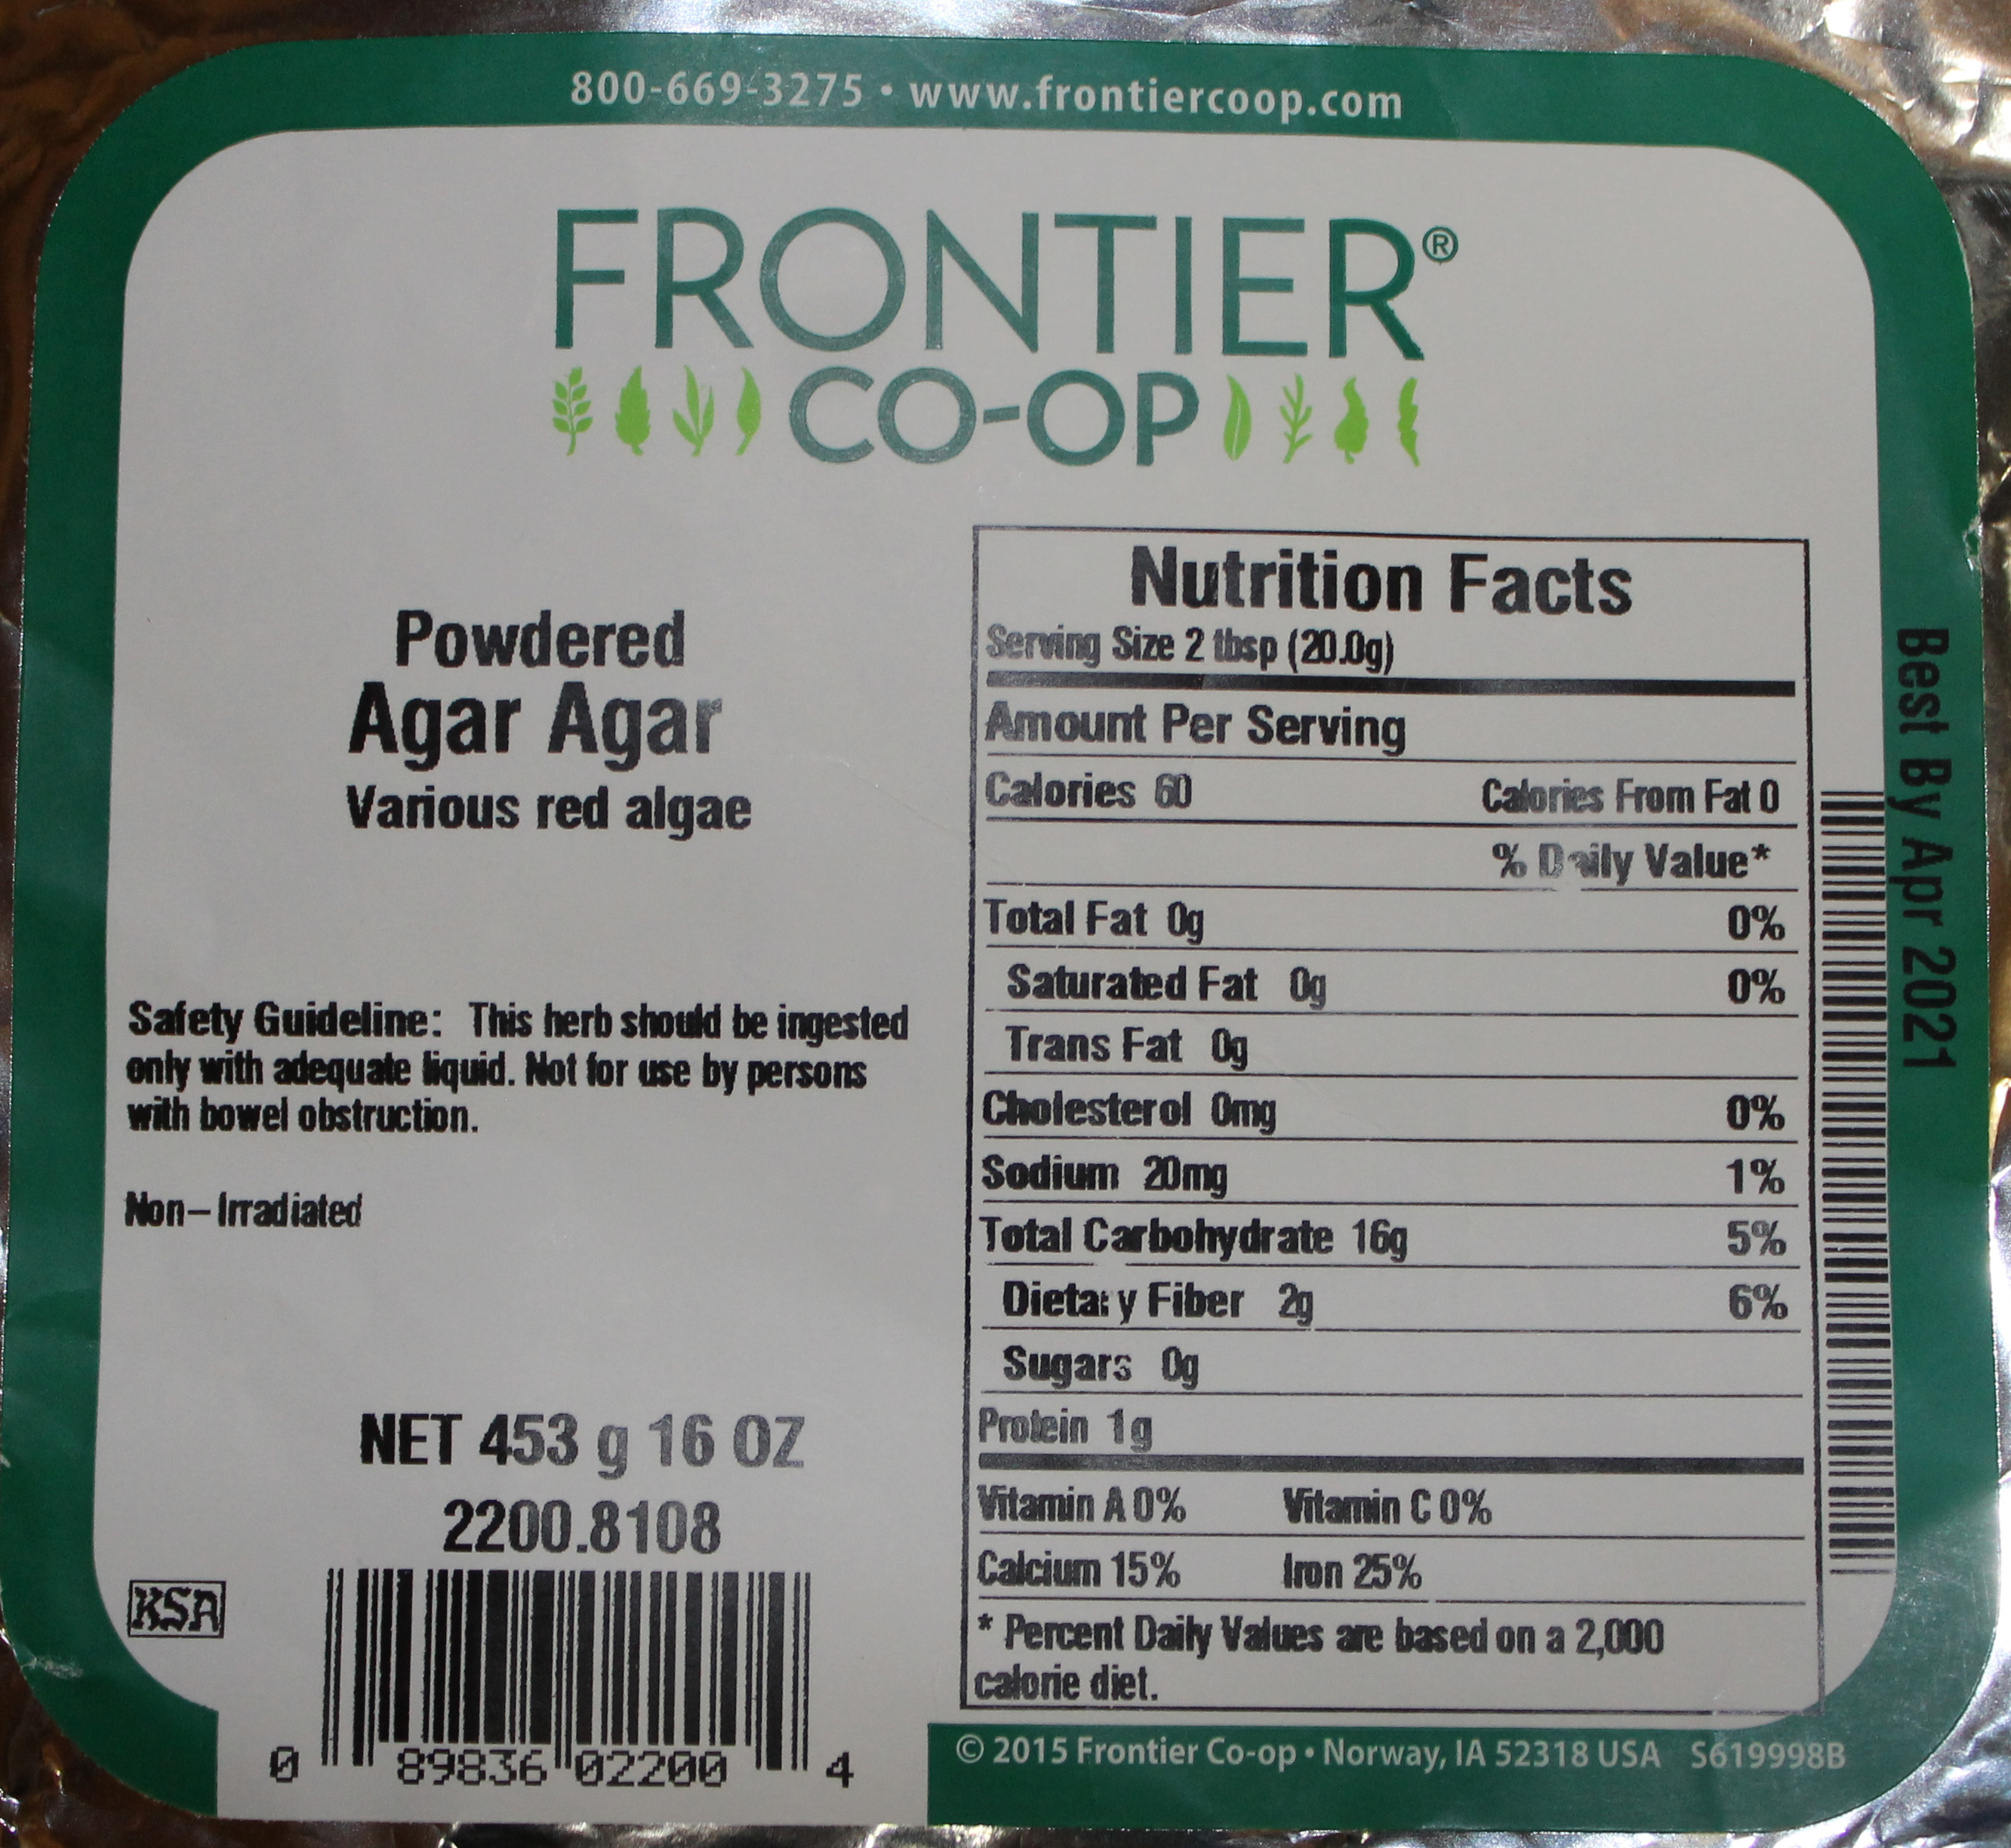 800-669-3275 • www.frontiercoop.com
FRONTIER®
CO-OP
Powdered
Agar Agar
Various red algae
Safety Guideline: This herb should be ingested
only with adequate liquid. Not for use by persons
with bowel obstruction.
Non-Irradiated
NET 453 g 16 OZ
2200.8108
KSA
0 89836 02200 4
Nutrition Facts
Serving Size 2 tbsp (20.0g)
Amount Per Serving
Calories 60 Calories From Fat 0
% Daily Value*
Total Fat 0g 0%
Saturated Fat 0g 0%
Trans Fat 0g
Cholesterol 0mg 0%
Sodium 20mg 1%
Total Carbohydrate 16g 5%
Dietary Fiber 2g 6%
Sugars 0g
Protein 1g
Vitamin A 0% Vitamin C 0%
Calcium 15% Iron 25%
* Percent Daily Values are based on a 2,000
calorie diet.
Best By Apr 2021
© 2015 Frontier Co-op • Norway, IA 52318 USA S619998B